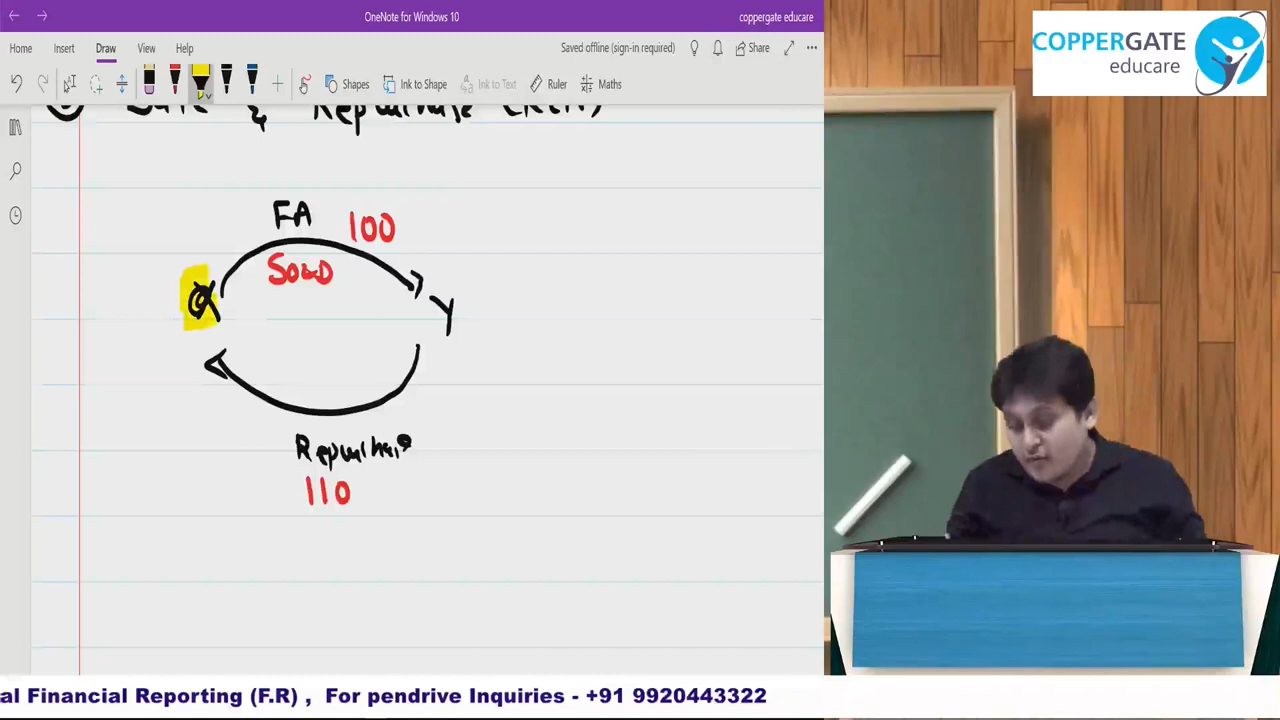 OneNote for Windows 10
coppergate educare
Home Insert Draw View Help
Saved offline (sign-in required)
Share
Shapes
Ink to Shape
Ink to Text
Ruler
Maths
COPPERGATE
educare
&
FA
100
SOLD
Y
110
al Financial Reporting (F.R) , For pendrive Inquiries - +91 9920443322